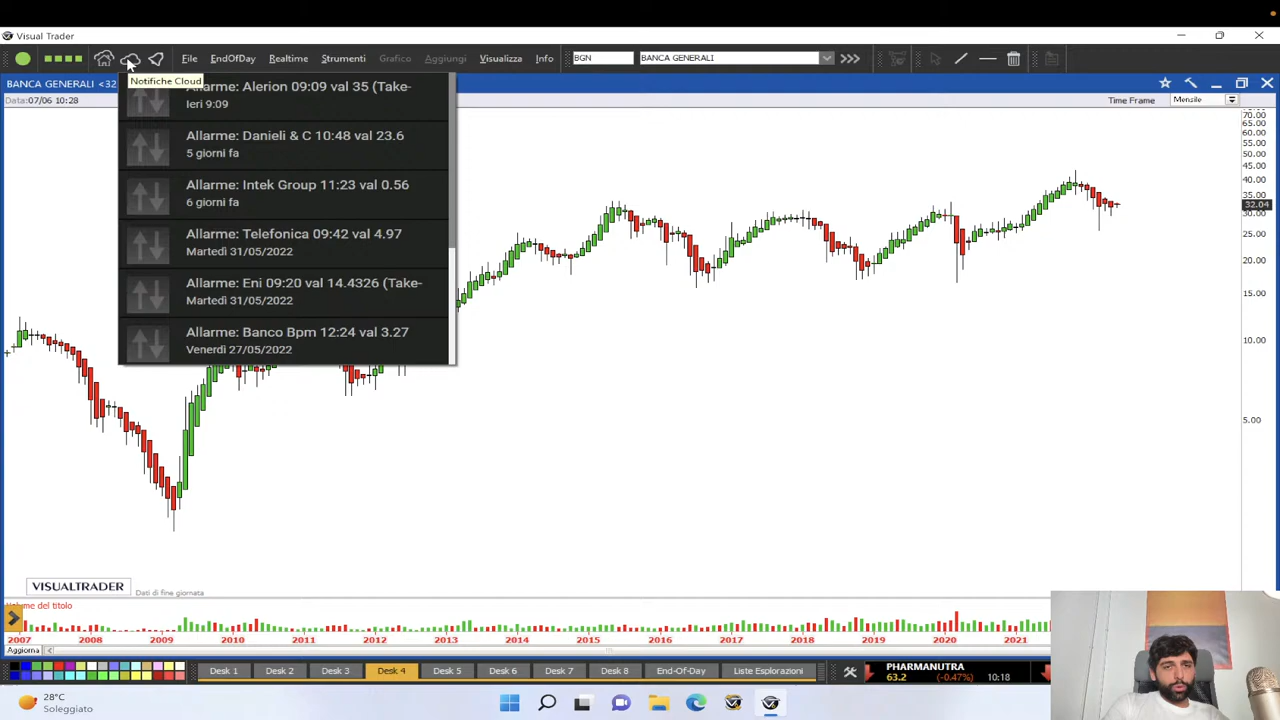 Visual Trader
File EndOfDay Realtime Strumenti Grafico Aggiungi Visualizza Info BGN BANCA GENERALI
Notifiche Cloud
BANCA GENERALI <32
Data:07/06 10:28
Time Frame Mensile
Allarme: Alerion 09:09 val 35 (Take-
Ieri 9:09
Allarme: Danieli & C 10:48 val 23.6
5 giorni fa
Allarme: Intek Group 11:23 val 0.56
6 giorni fa
Allarme: Telefonica 09:42 val 4.97
Martedì 31/05/2022
Allarme: Eni 09:20 val 14.4326 (Take-
Martedì 31/05/2022
Allarme: Banco Bpm 12:24 val 3.27
Venerdì 27/05/2022
70.00
65.00
60.00
55.00
50.00
45.00
40.00
35.00
32.04
30.00
25.00
20.00
15.00
10.00
5.00
VISUALTRADER Dati di fine giornata
Volume del titolo
2007 2008 2009 2010 2011 2012 2013 2014 2015 2016 2017 2018 2019 2020 2021
Aggiorna
Desk 1 Desk 2 Desk 3 Desk 4 Desk 5 Desk 6 Desk 7 Desk 8 End-Of-Day Liste Esplorazioni
PHARMANUTRA
63.2 (-0.47%) 10:18
28°C
Soleggiato